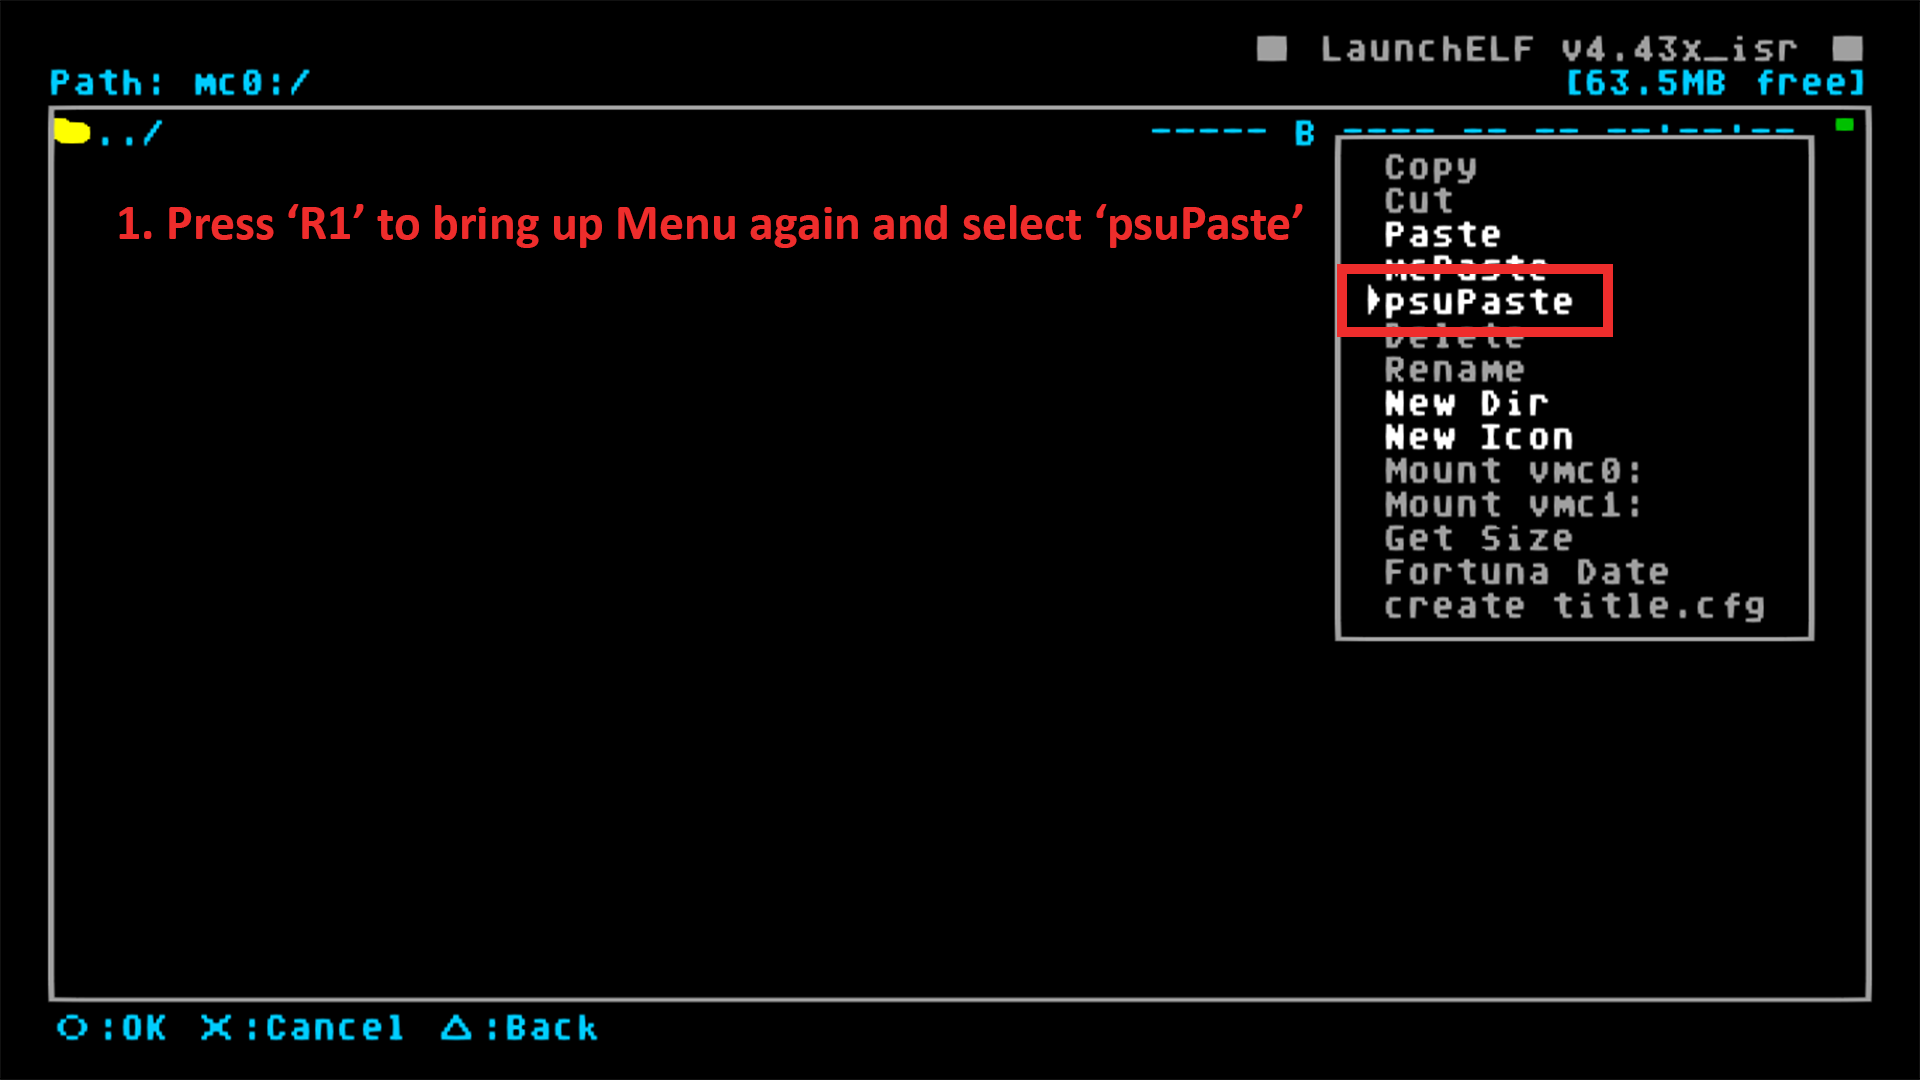 LaunchELF v4.43x_isr
Path: mc0:/
[63.5MB free]
../ ----- B ---- -- -- --:--:--
1. Press ‘R1’ to bring up Menu again and select ‘psuPaste’
Copy
Cut
Paste
mcPaste
psuPaste
Delete
Rename
New Dir
New Icon
Mount vmc0:
Mount vmc1:
Get Size
Fortuna Date
create title.cfg
O:OK X:Cancel △:Back